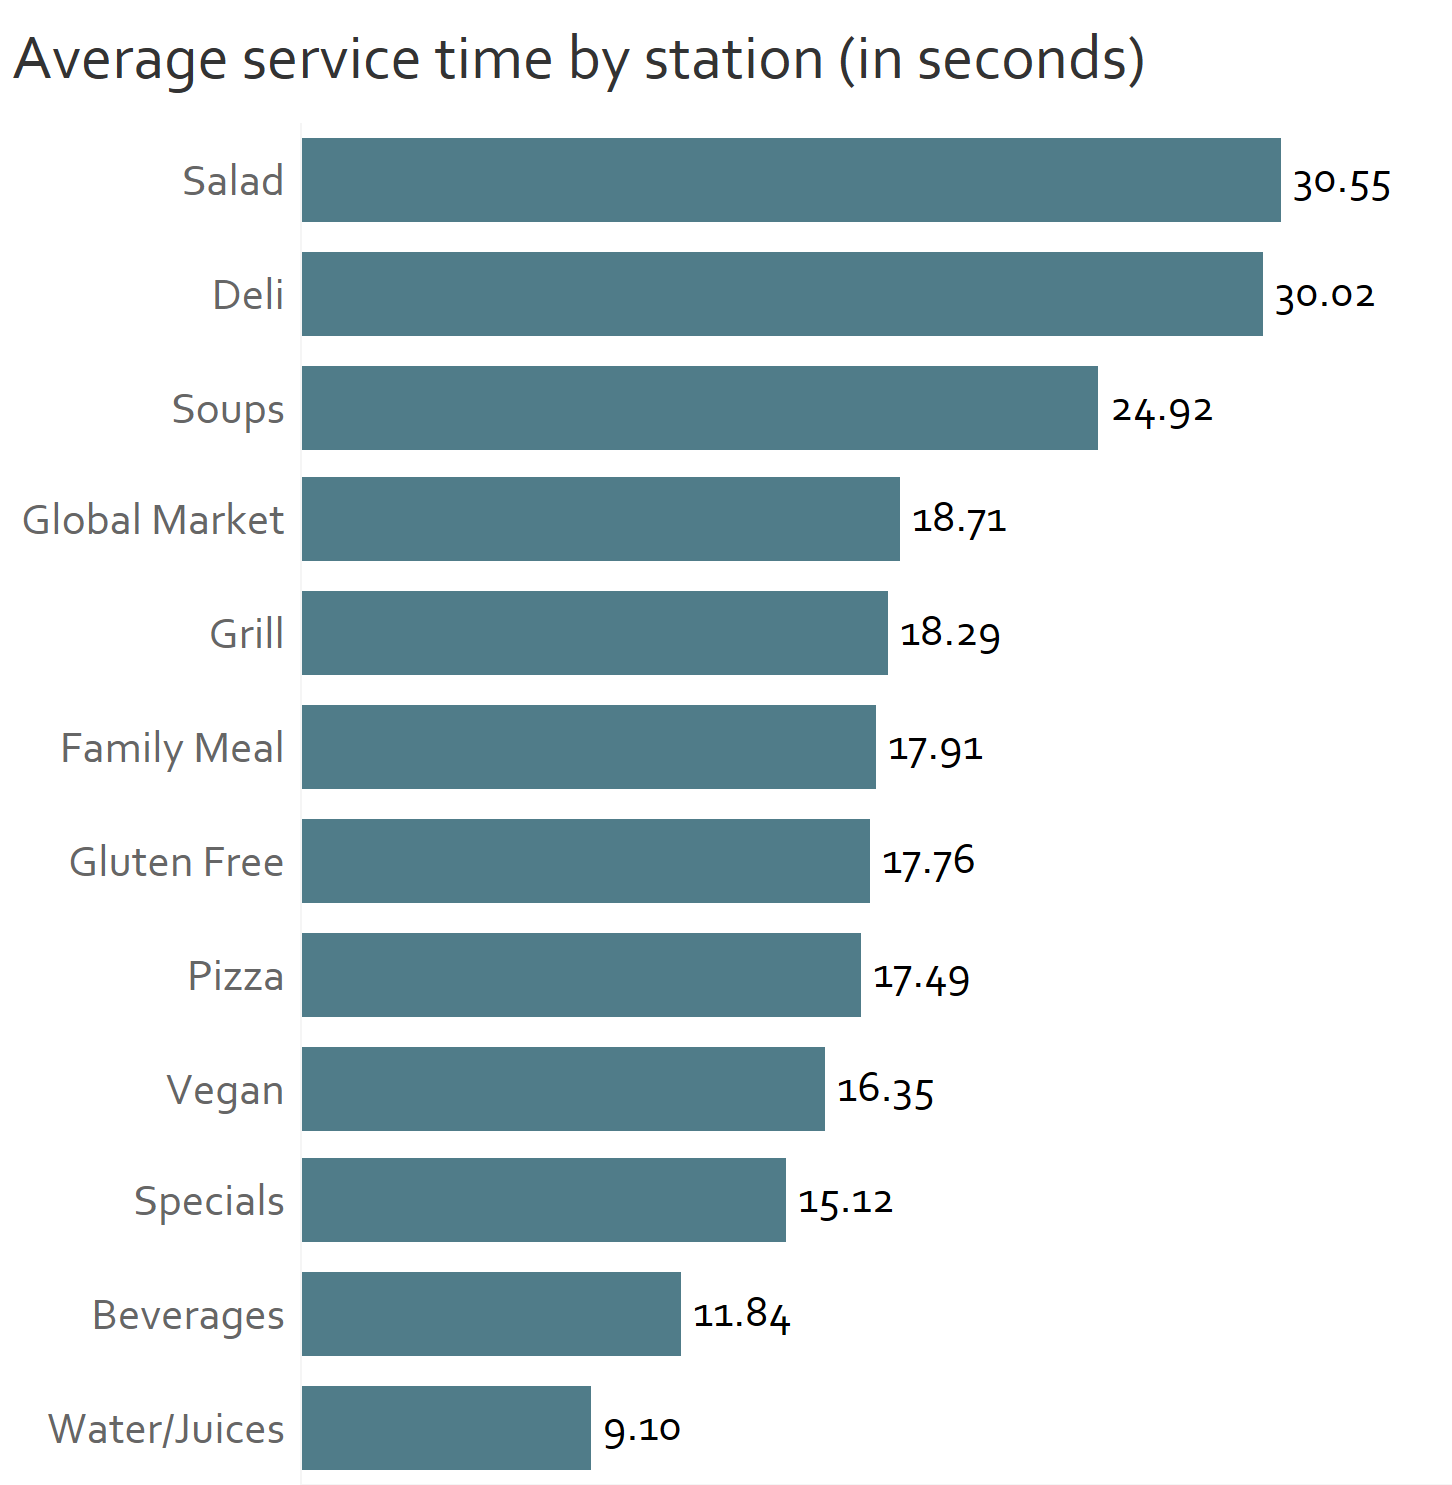 Average service time by station (in seconds)
Salad 30.55
Deli 30.02
Soups 24.92
Global Market 18.71
Grill 18.29
Family Meal 17.91
Gluten Free 17.76
Pizza 17.49
Vegan 16.35
Specials 15.12
Beverages 11.84
Water/Juices 9.10